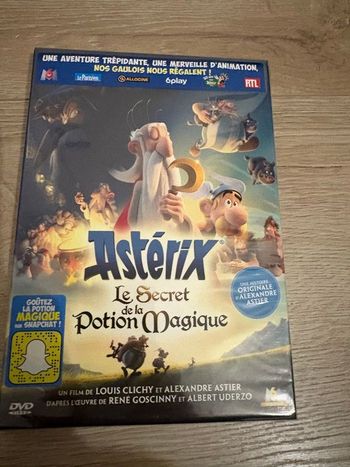 UNE AVENTURE TRÉPIDANTE, UNE MERVEILLE D'ANIMATION,
NOS GAULOIS NOUS RÉGALENT !
M6
Le Parisien
ALLOCINÉ
6play
RTL
Astérix
Le Secret
de la
Potion Magique
UNE HISTOIRE
ORIGINALE
D'ALEXANDRE
ASTIER
GOÛTEZ
LA POTION
MAGIQUE
SUR SNAPCHAT !
UN FILM DE LOUIS CLICHY ET ALEXANDRE ASTIER
D'APRÈS L'ŒUVRE DE RENÉ GOSCINNY ET ALBERT UDERZO
DVD